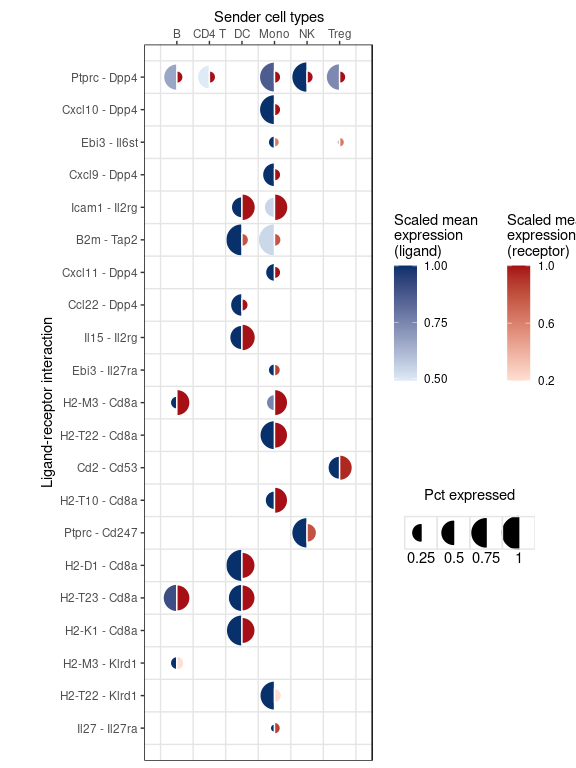 Sender cell types
B CD4 T DC Mono NK Treg
Ligand-receptor interaction
Ptprc - Dpp4
Cxcl10 - Dpp4
Ebi3 - Il6st
Cxcl9 - Dpp4
Icam1 - Il2rg
B2m - Tap2
Cxcl11 - Dpp4
Ccl22 - Dpp4
Il15 - Il2rg
Ebi3 - Il27ra
H2-M3 - Cd8a
H2-T22 - Cd8a
Cd2 - Cd53
H2-T10 - Cd8a
Ptprc - Cd247
H2-D1 - Cd8a
H2-T23 - Cd8a
H2-K1 - Cd8a
H2-M3 - Klrd1
H2-T22 - Klrd1
Il27 - Il27ra
Scaled mean
expression
(ligand)
1.00
0.75
0.50
Scaled me
expression
(receptor)
1.0
0.6
0.2
Pct expressed
0.25 0.5 0.75 1